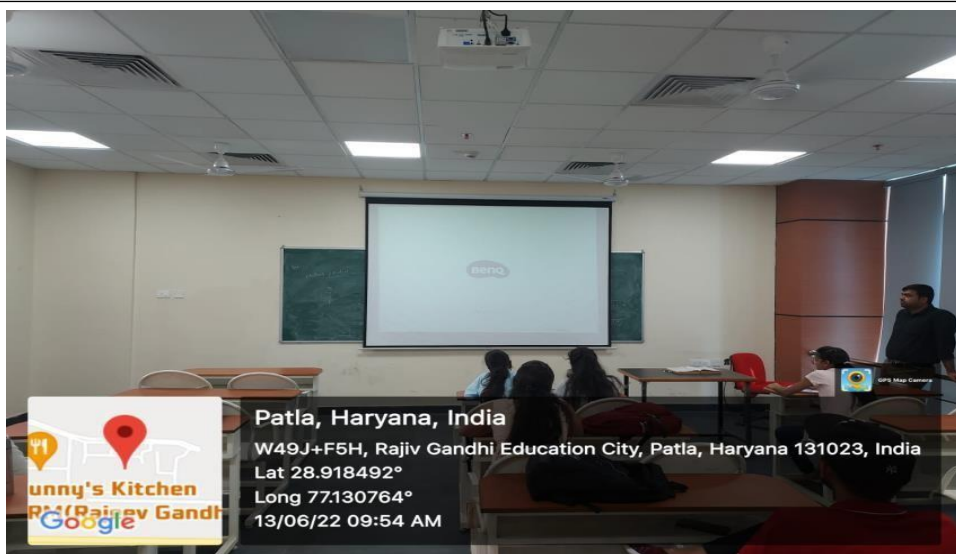 BenQ
GPS Map Camera
Patla, Haryana, India
W49J+F5H, Rajiv Gandhi Education City, Patla, Haryana 131023, India
Lat 28.918492°
Long 77.130764°
13/06/22 09:54 AM
unny's Kitchen
Gandh
Google